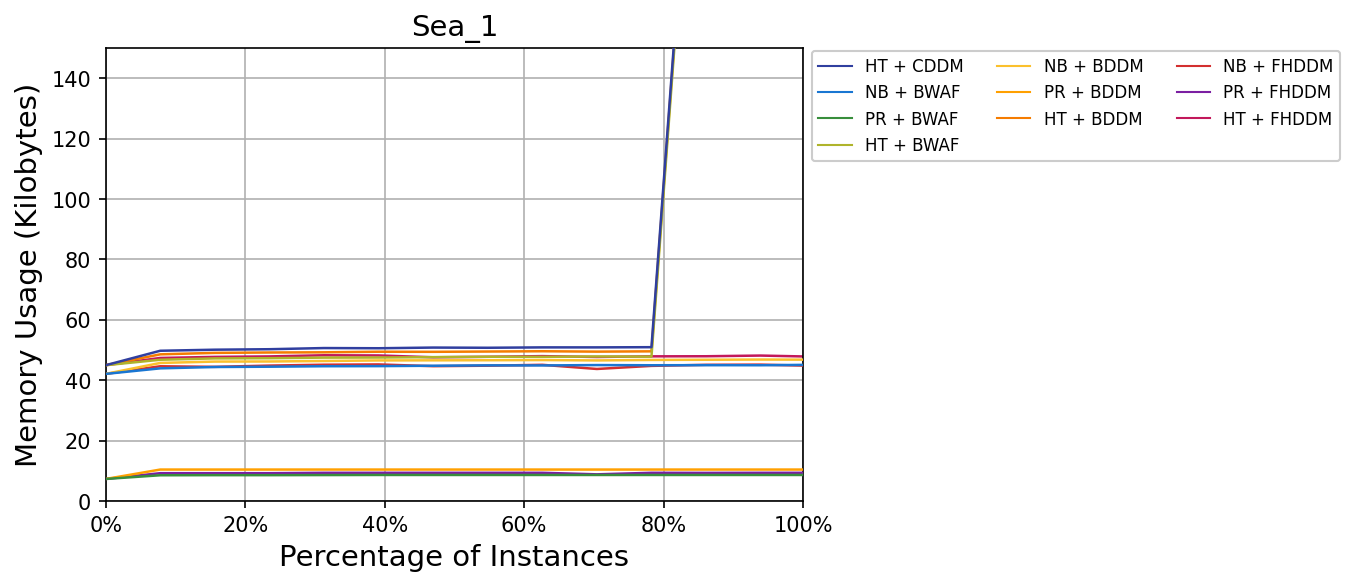 Sea_1
Memory Usage (Kilobytes)
140
120
100
80
60
40
20
0
0% 20% 40% 60% 80% 100%
Percentage of Instances
HT + CDDM NB + BDDM NB + FHDDM
NB + BWAF PR + BDDM PR + FHDDM
PR + BWAF HT + BDDM HT + FHDDM
HT + BWAF